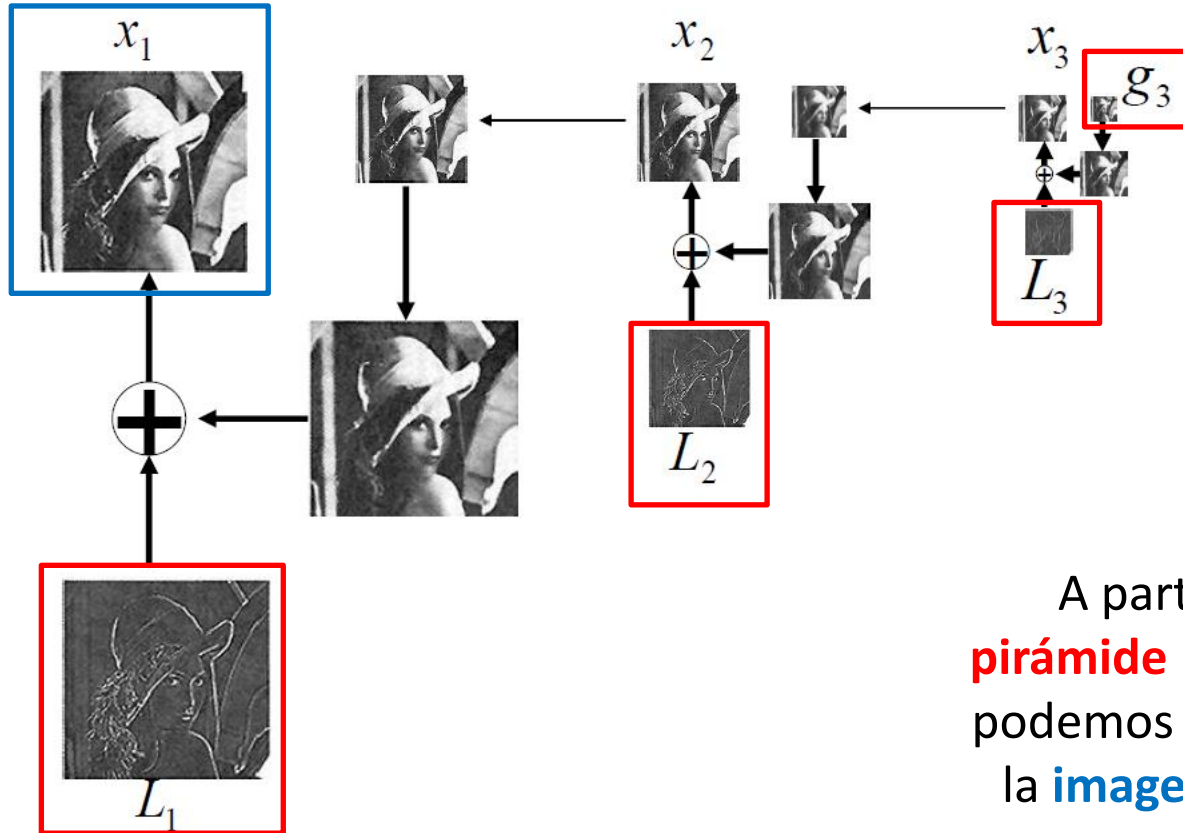 x₁
x₂
x₃
g₃
L₃
L₂
L₁
A part
pirámide
podemos
la image